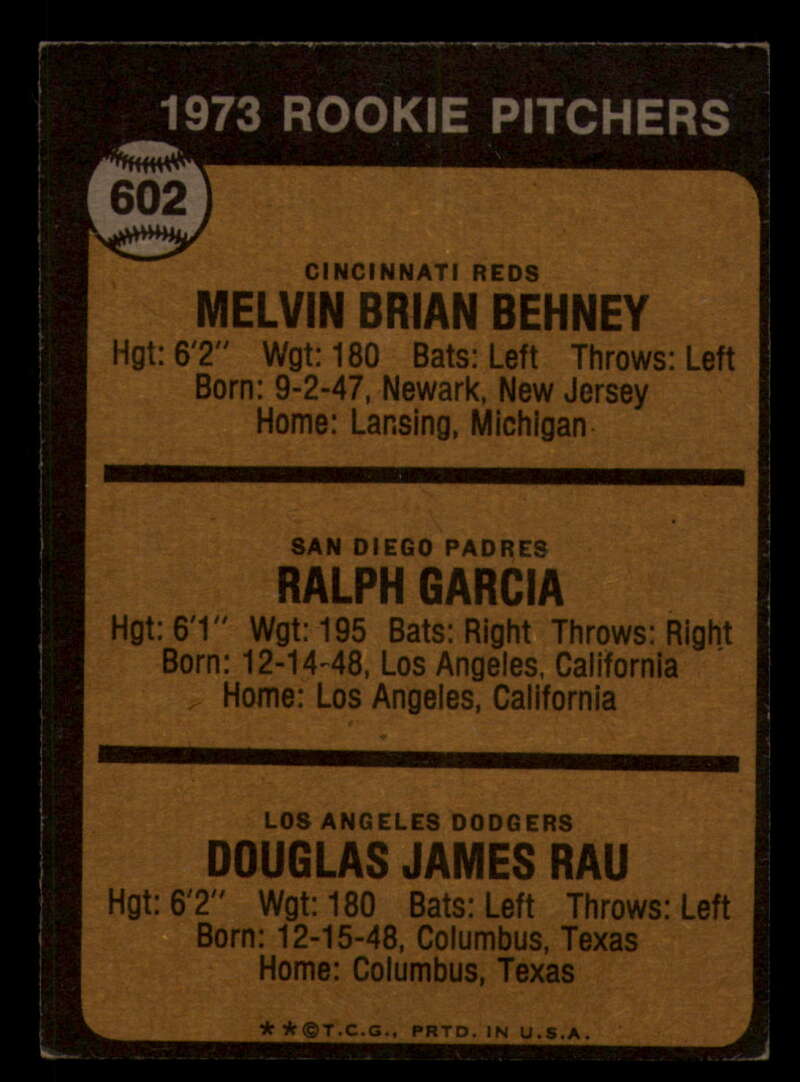 1973 ROOKIE PITCHERS
602
CINCINNATI REDS
MELVIN BRIAN BEHNEY
Hgt: 6'2" Wgt: 180 Bats: Left Throws: Left
Born: 9-2-47, Newark, New Jersey
Home: Lansing, Michigan
SAN DIEGO PADRES
RALPH GARCIA
Hgt: 6'1" Wgt: 195 Bats: Right Throws: Right
Born: 12-14-48, Los Angeles, California
Home: Los Angeles, California
LOS ANGELES DODGERS
DOUGLAS JAMES RAU
Hgt: 6'2" Wgt: 180 Bats: Left Throws: Left
Born: 12-15-48, Columbus, Texas
Home: Columbus, Texas
**©T.C.G., PRTD. IN U.S.A.